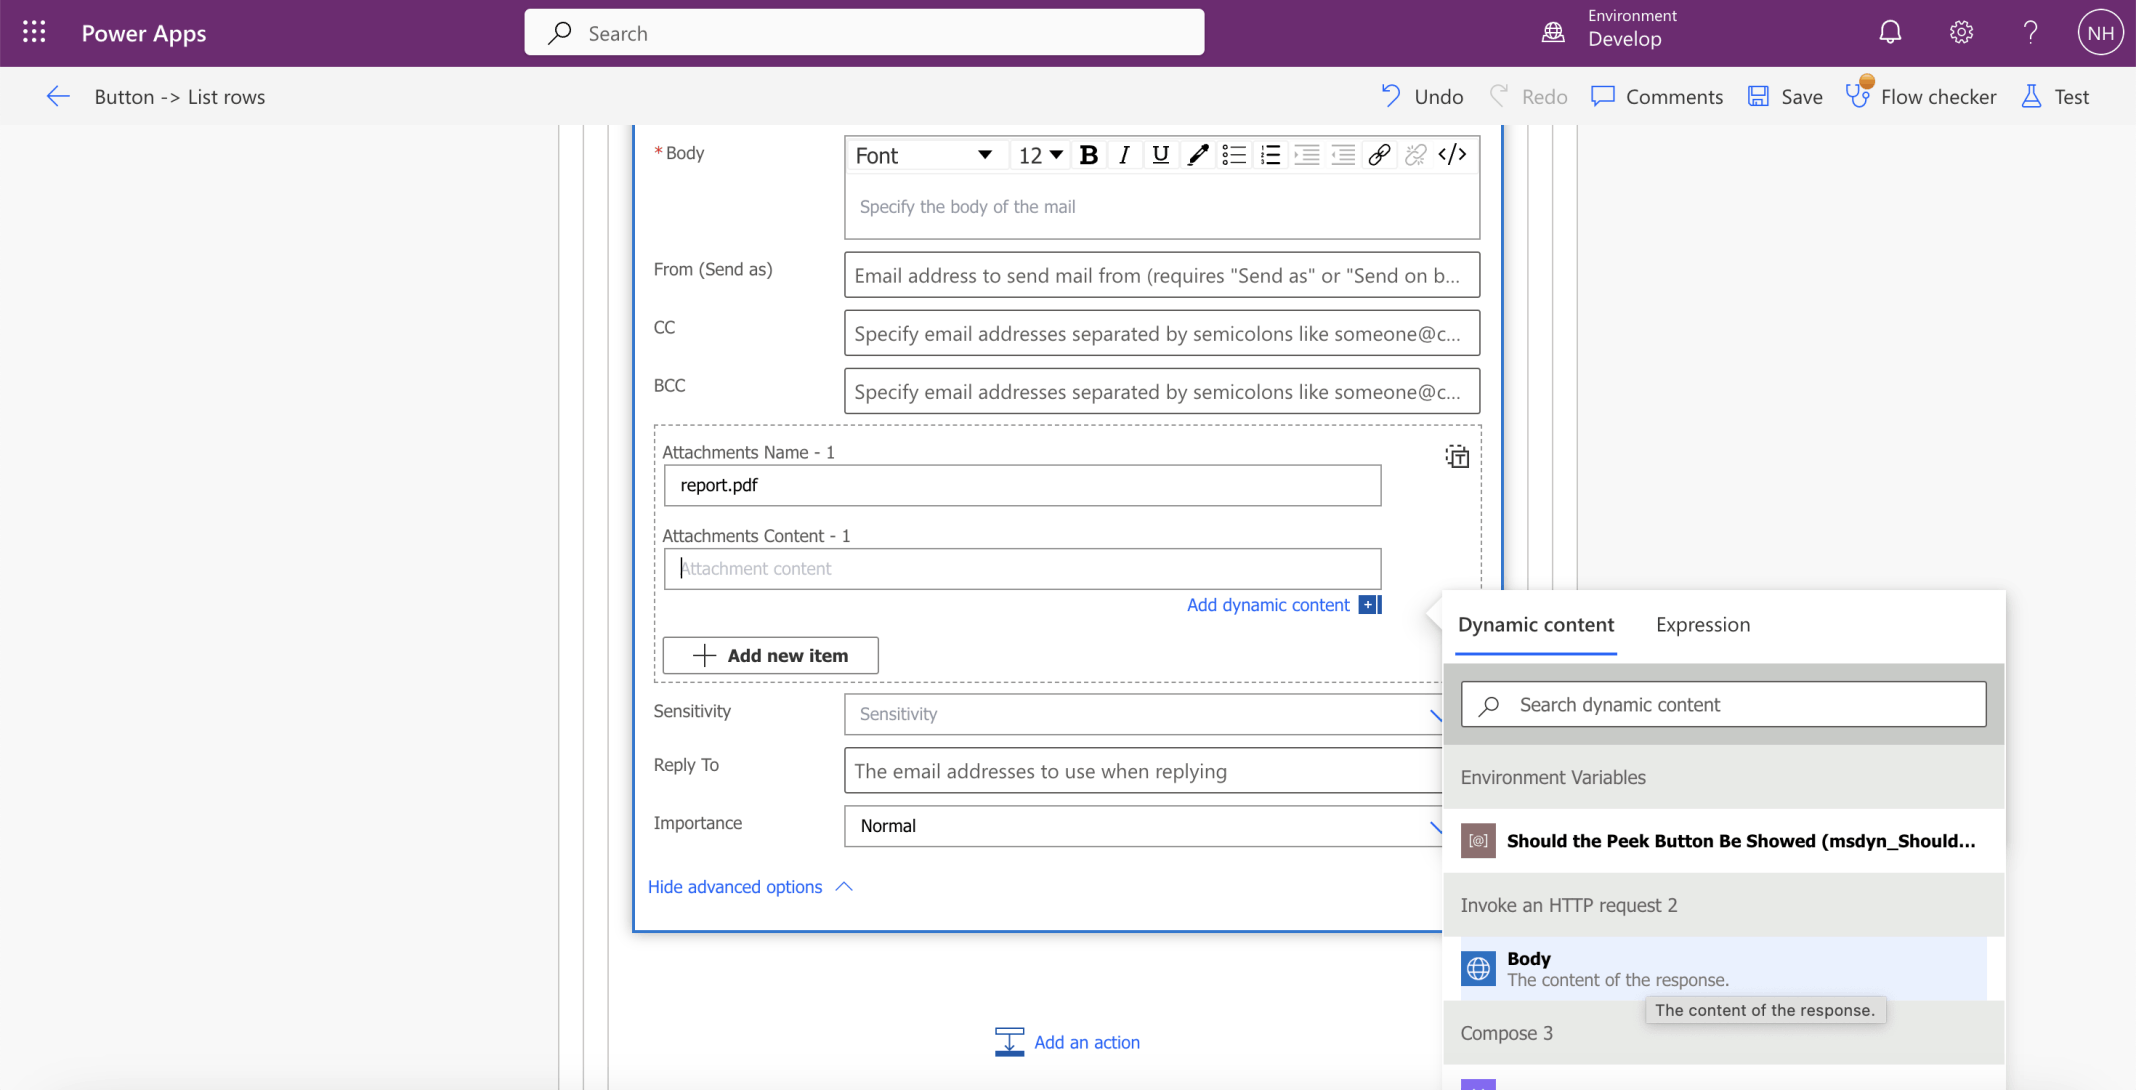 Power Apps
Search
Environment
Develop
?
NH
Button -> List rows
Undo
Redo
Comments
Save
Flow checker
Test
* Body
Font
12
B
I
U
</>
Specify the body of the mail
From (Send as)
Email address to send mail from (requires "Send as" or "Send on b...
CC
Specify email addresses separated by semicolons like someone@c...
BCC
Specify email addresses separated by semicolons like someone@c...
Attachments Name - 1
report.pdf
Attachments Content - 1
Attachment content
Add dynamic content
Add new item
Sensitivity
Sensitivity
Reply To
The email addresses to use when replying
Importance
Normal
Hide advanced options
Add an action
Dynamic content
Expression
Search dynamic content
Environment Variables
[@]
Should the Peek Button Be Showed (msdyn_Should...
Invoke an HTTP request 2
Body
The content of the response.
The content of the response.
Compose 3